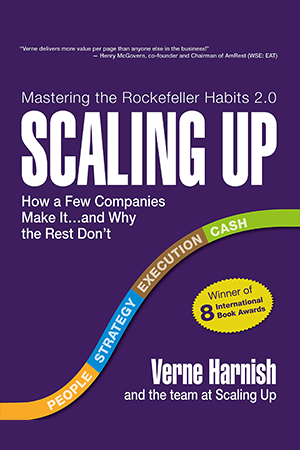 "Verne delivers more value per page than anyone else in the business!"
— Henry McGovern, co-founder and Chairman of AmRest (WSE: EAT)
Mastering the Rockefeller Habits 2.0
SCALING UP
How a Few Companies
Make It...and Why
the Rest Don't
PEOPLE STRATEGY EXECUTION CASH
Winner of
8 International
Book Awards
Verne Harnish
and the team at Scaling Up